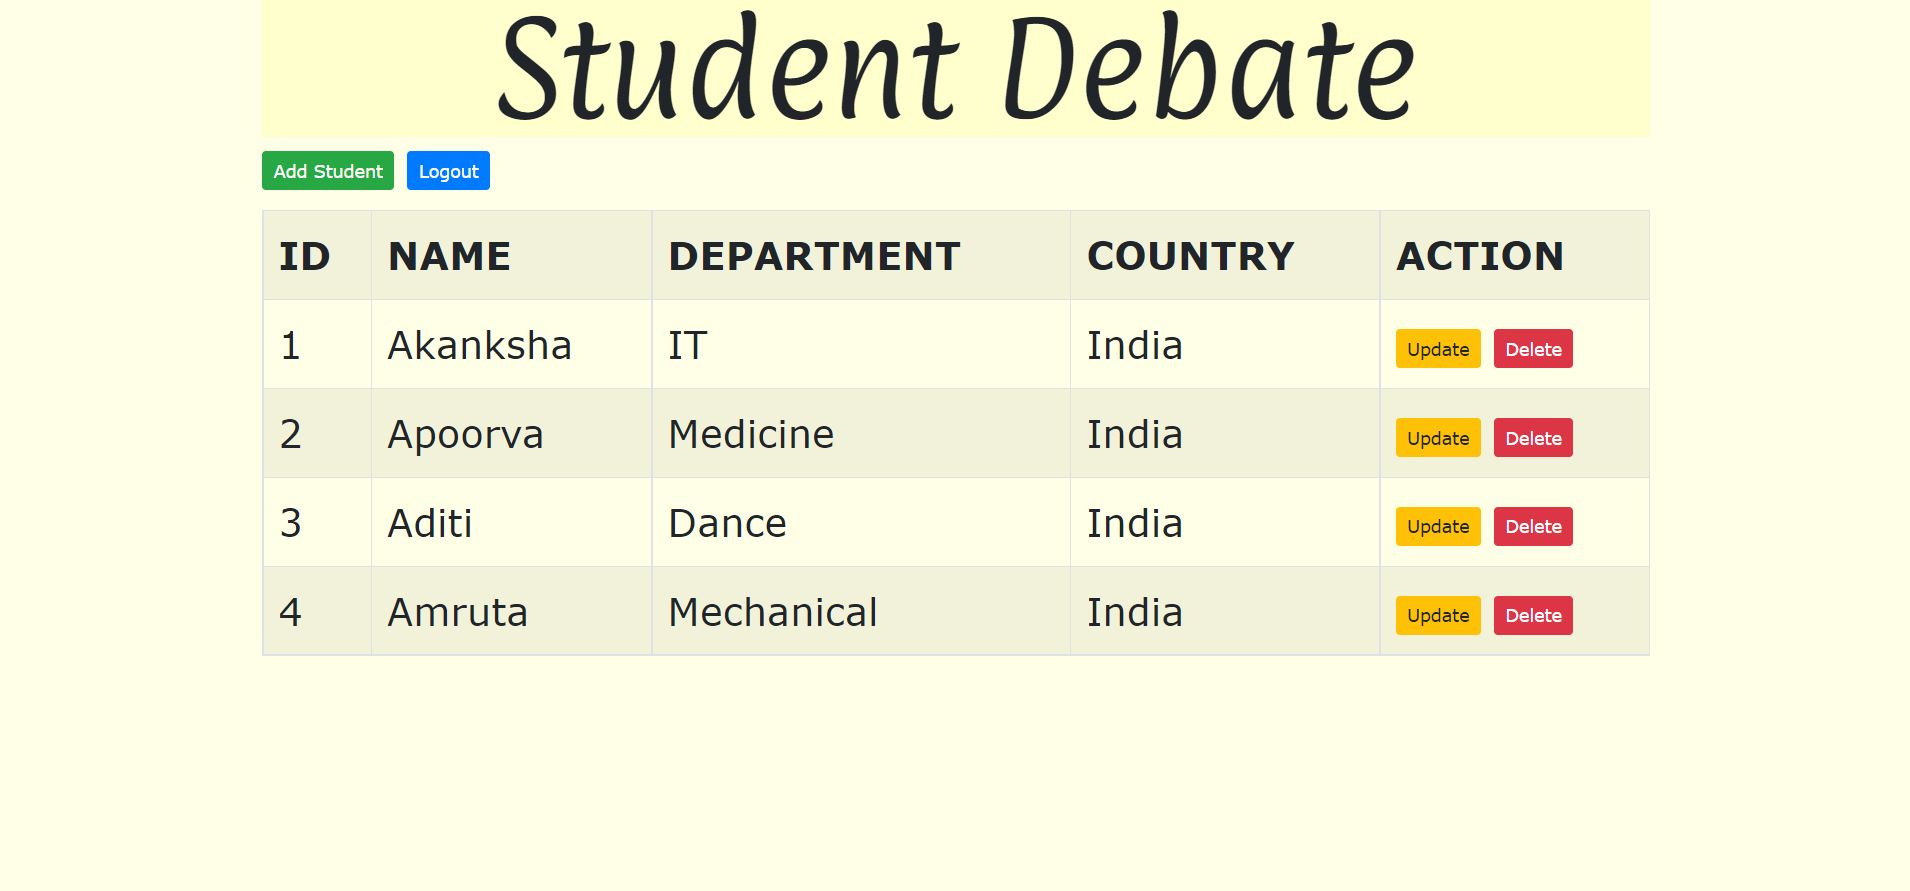 Student Debate
Add Student Logout
ID NAME DEPARTMENT COUNTRY ACTION
1 Akanksha IT India Update Delete
2 Apoorva Medicine India Update Delete
3 Aditi Dance India Update Delete
4 Amruta Mechanical India Update Delete